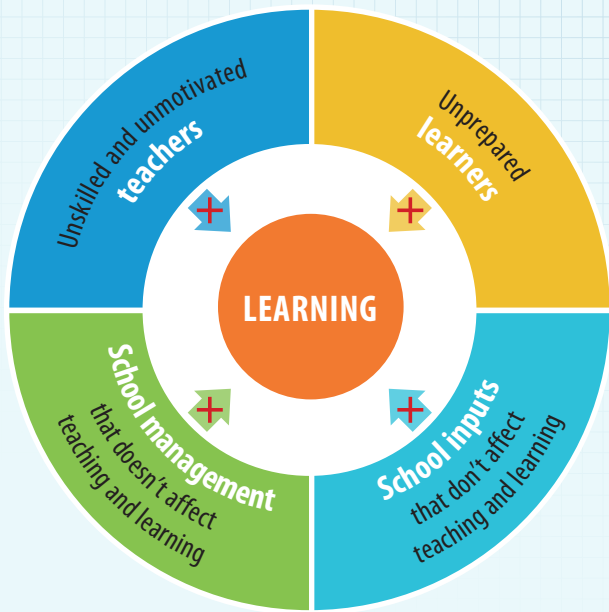 Unskilled and unmotivated
teachers
Unprepared
learners
LEARNING
School management
that doesn't affect
teaching and learning
School inputs
that don't affect
teaching and learning